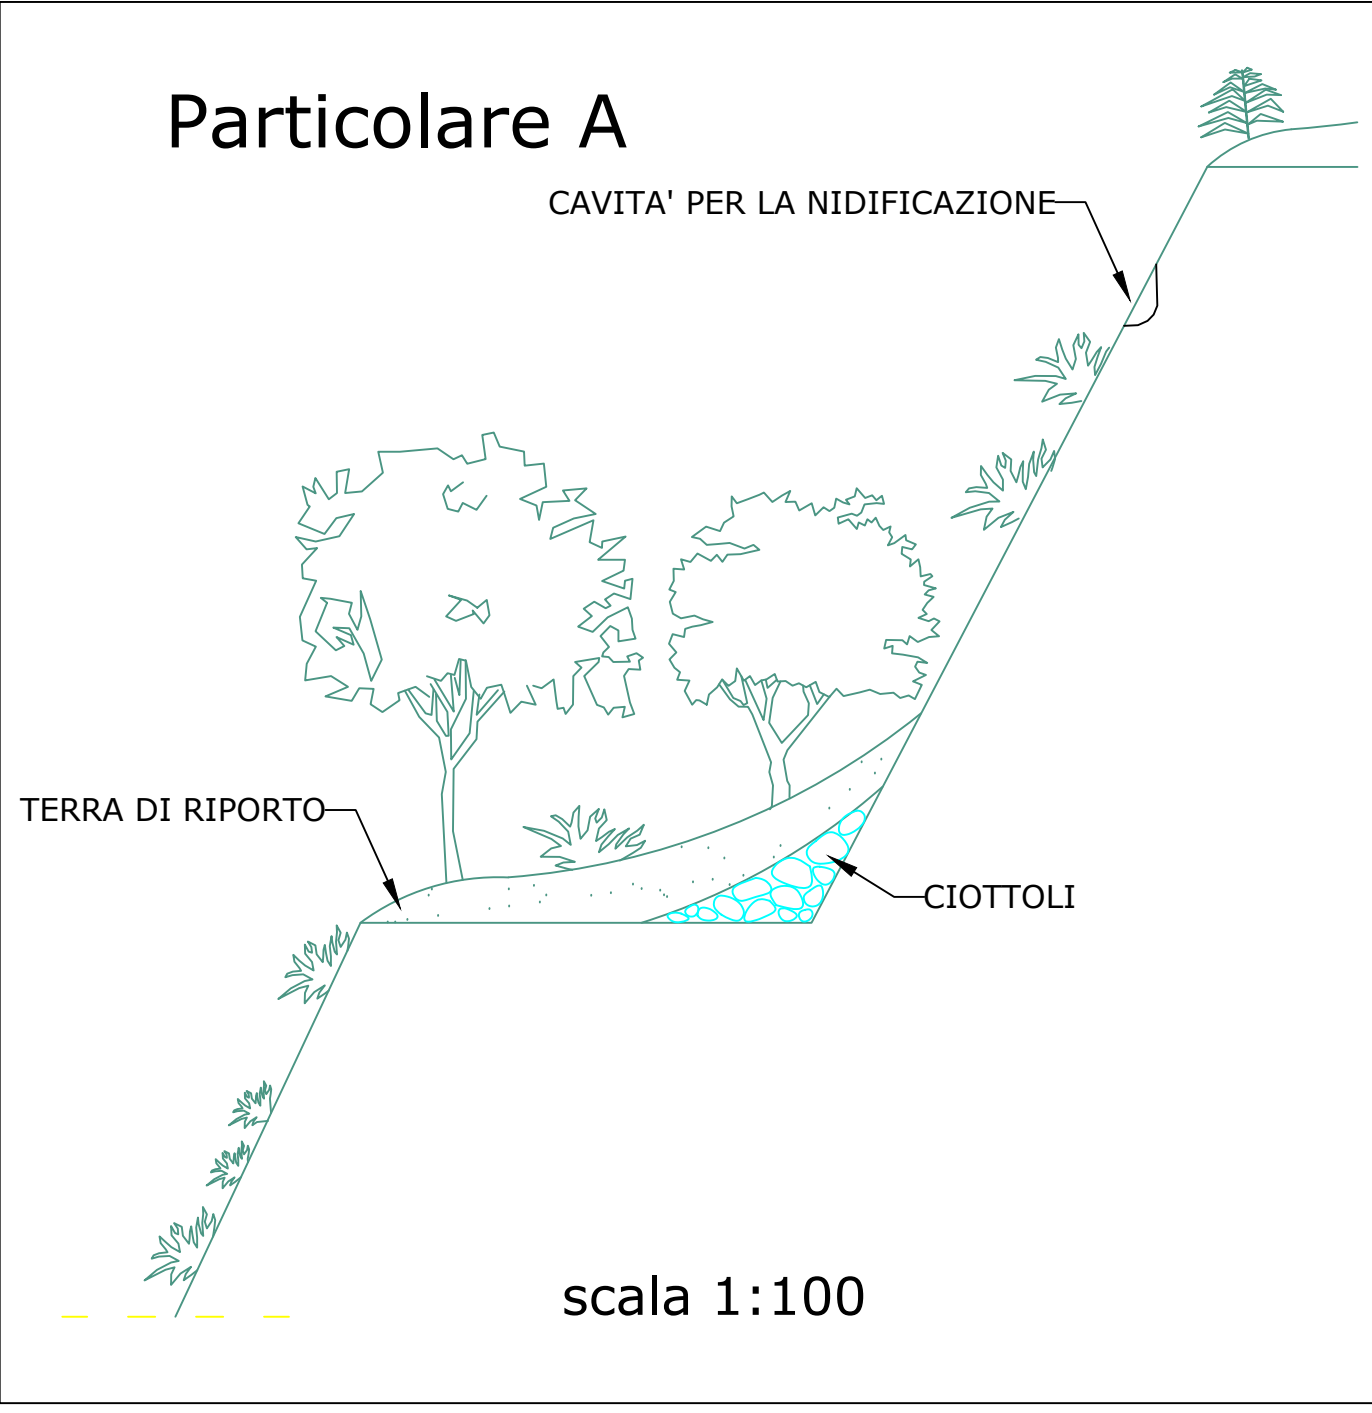 Particolare A
CAVITA' PER LA NIDIFICAZIONE
TERRA DI RIPORTO
CIOTTOLI
scala 1:100